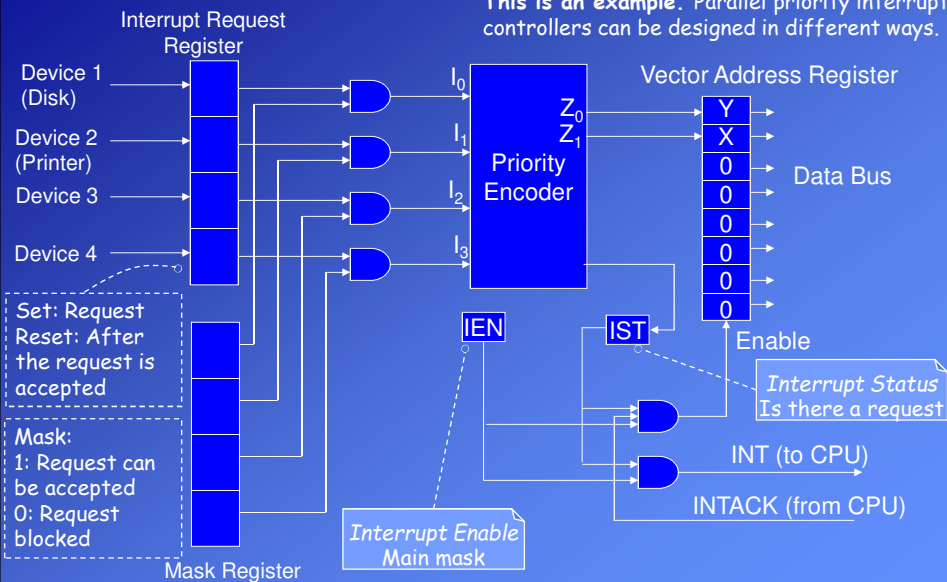 This is an example. Parallel priority interrupt
controllers can be designed in different ways.
Interrupt Request
Register
Device 1
(Disk)
Device 2
(Printer)
Device 3
Device 4
I0
I1
I2
I3
Priority
Encoder
Z0
Z1
Vector Address Register
Y
X
0
0
0
0
0
0
Data Bus
Set: Request
Reset: After
the request is
accepted
IEN
IST
Enable
Interrupt Status
Is there a request
Mask:
1: Request can
be accepted
0: Request
blocked
INT (to CPU)
INTACK (from CPU)
Interrupt Enable
Main mask
Mask Register